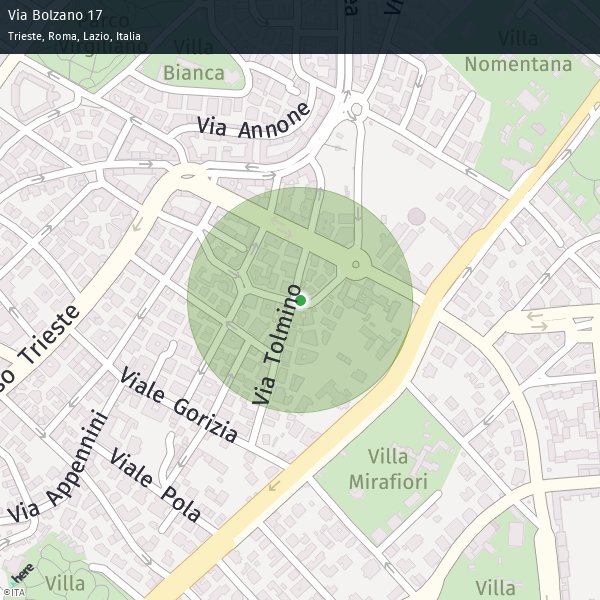 Via Bolzano 17
Trieste, Roma, Lazio, Italia
Virgiliano
Villa
Bianca
Villa
Nomentana
Via Annone
Via Tolmino
Trieste
Viale Gorizia
Via Appennini
Viale Pola
Villa
Mirafiori
Villa
Villa
here
©ITA